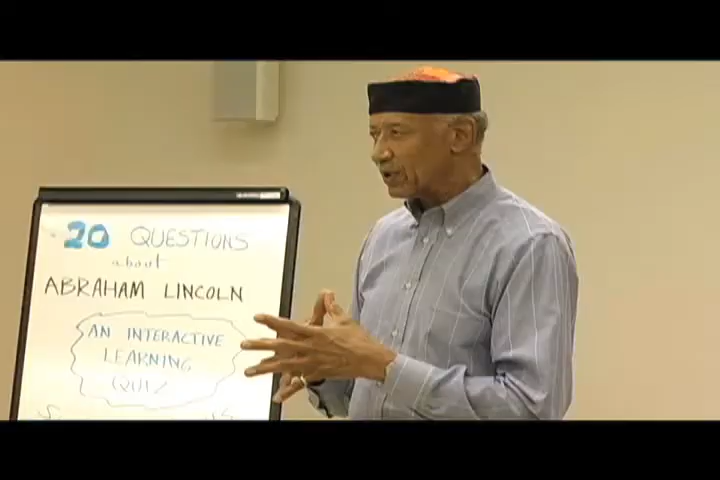 20 QUESTIONS
about
ABRAHAM LINCOLN
AN INTERACTIVE
LEARNING
QUIZ